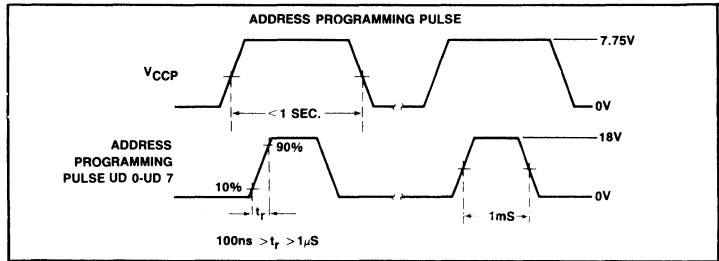 ADDRESS PROGRAMMING PULSE
7.75V
VCCP
< 1 SEC.
0V
ADDRESS
PROGRAMMING
PULSE UD 0-UD 7
18V
90%
10%
0V
tr
1mS
100ns > tr > 1μS